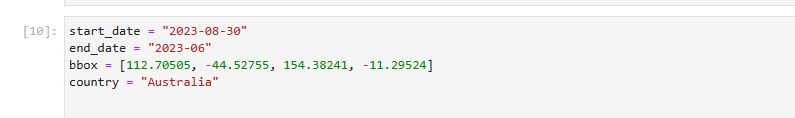 [10]: start_date = "2023-08-30"
end_date = "2023-06"
bbox = [112.70505, -44.52755, 154.38241, -11.29524]
country = "Australia"